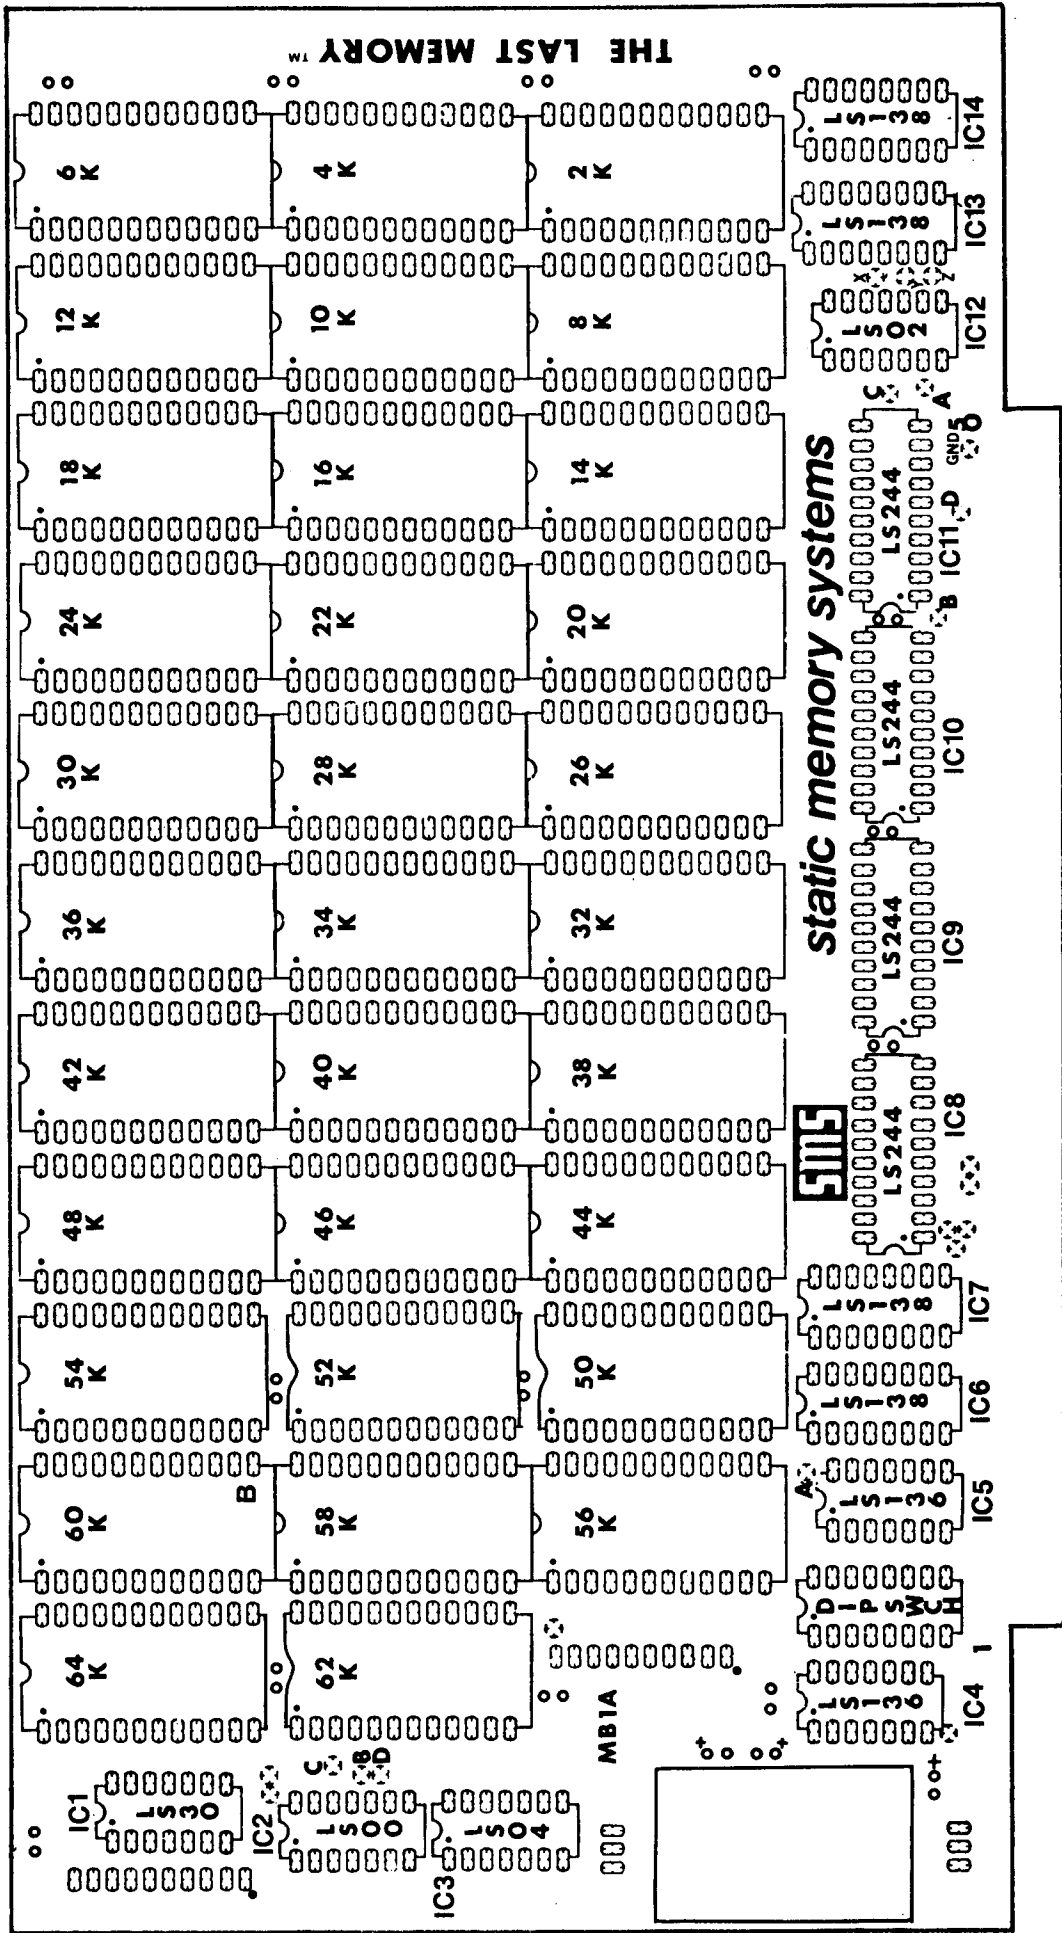 THE LAST MEMORY ™
6K
4K
2K
LS138
IC14
LS138
IC13
12K
10K
8K
X
Y
Z
LS02
IC12
18K
16K
14K
C
A
LS244
IC11
GND
5
O
D
B
24K
22K
20K
static memory systems
LS244
IC10
30K
28K
26K
36K
34K
32K
LS244
IC9
42K
40K
38K
sms
LS244
IC8
48K
46K
44K
LS138
IC7
54K
52K
50K
LS138
IC6
60K
B
58K
56K
A
LS136
IC5
DIPSWCH
1
64K
62K
LS136
IC4
MB1A
IC1
LS30
IC2
C
B
D
LS00
IC3
LS04
+
+
+